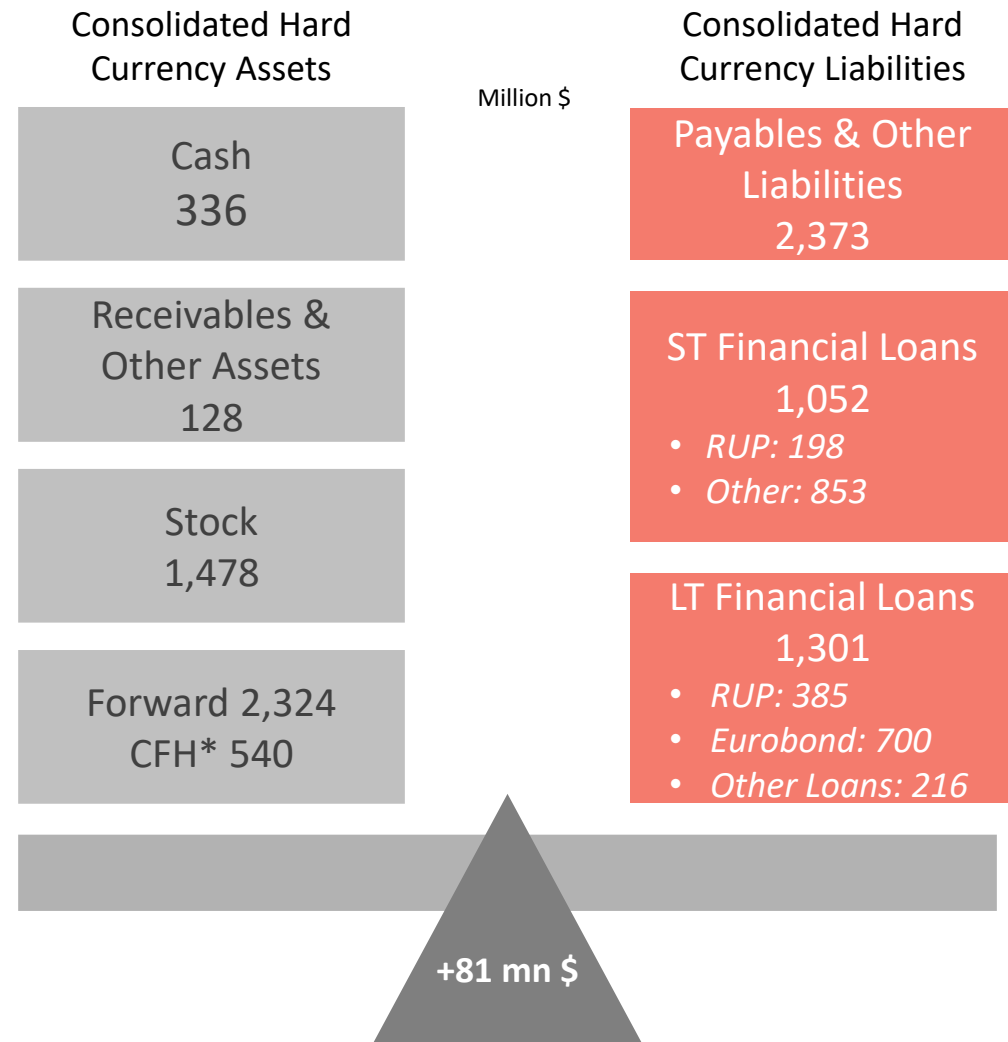 Consolidated Hard
Currency Assets
Million $
Consolidated Hard
Currency Liabilities
Cash
336
Receivables &
Other Assets
128
Stock
1,478
Forward 2,324
CFH* 540
Payables & Other
Liabilities
2,373
ST Financial Loans
1,052
• RUP: 198
• Other: 853
LT Financial Loans
1,301
• RUP: 385
• Eurobond: 700
• Other Loans: 216
+81 mn $